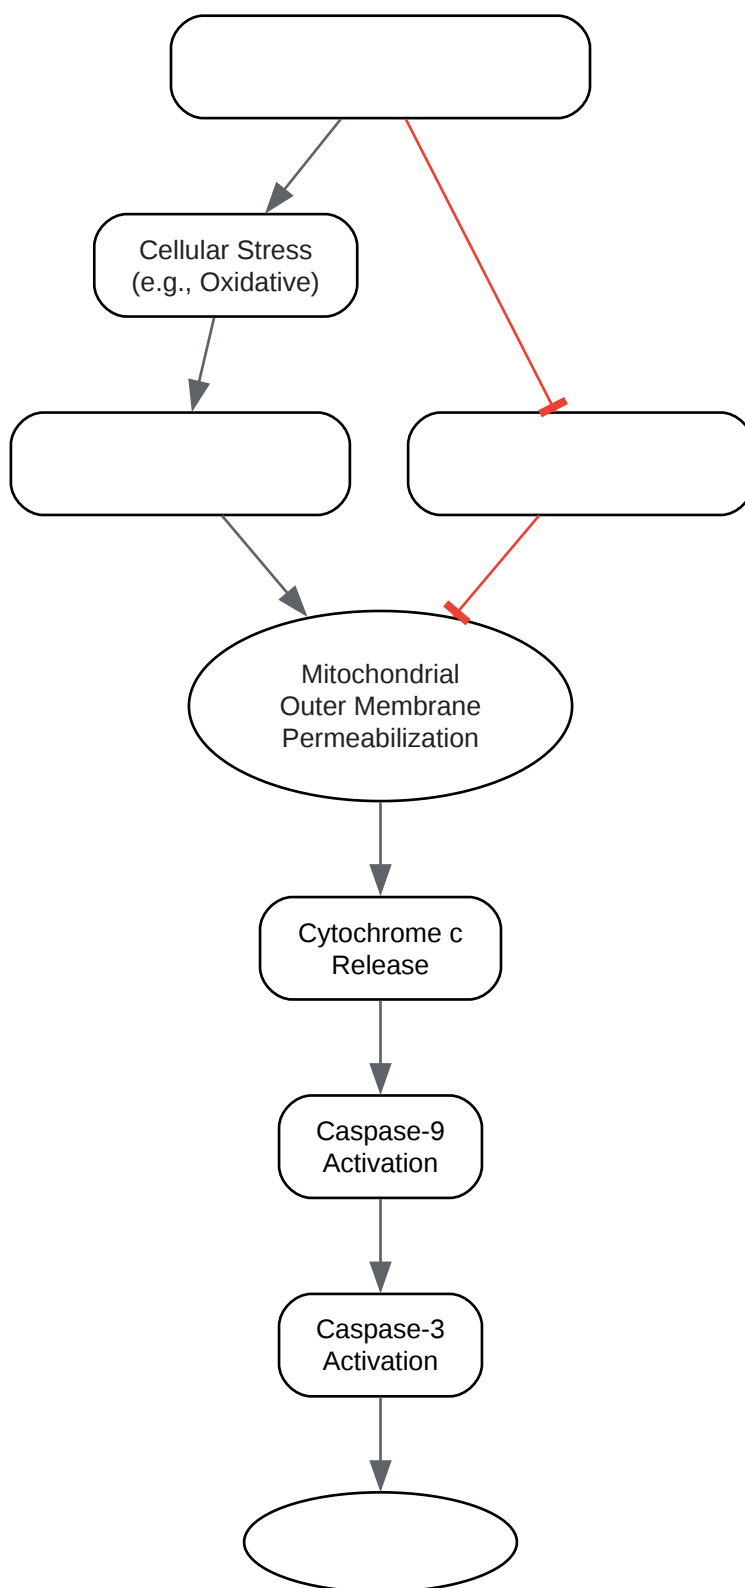 Cellular Stress
(e.g., Oxidative)
Mitochondrial
Outer Membrane
Permeabilization
Cytochrome c
Release
Caspase-9
Activation
Caspase-3
Activation